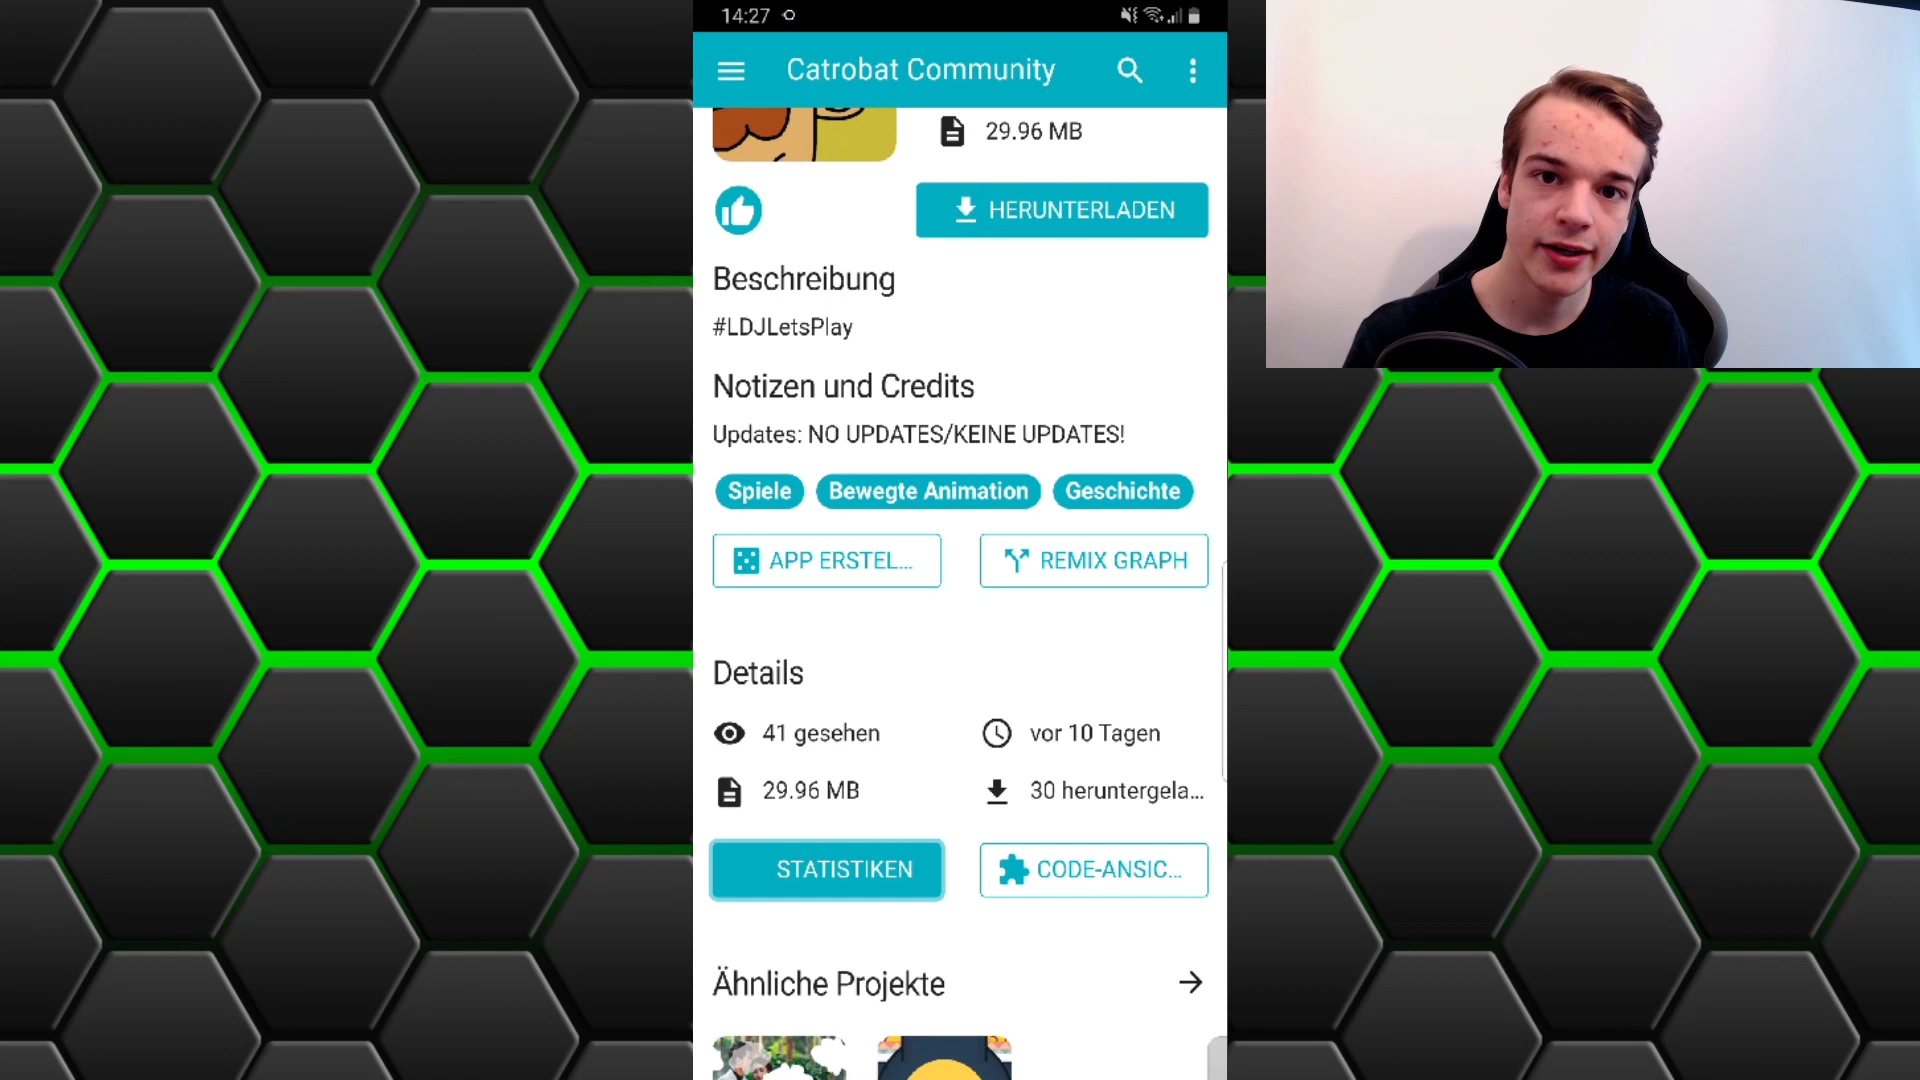 14:27
Catrobat Community
29.96 MB
HERUNTERLADEN
Beschreibung
#LDJLetsPlay
Notizen und Credits
Updates: NO UPDATES/KEINE UPDATES!
Spiele Bewegte Animation Geschichte
APP ERSTEL... REMIX GRAPH
Details
41 gesehen vor 10 Tagen
29.96 MB 30 heruntergela...
STATISTIKEN CODE-ANSIC...
Ähnliche Projekte